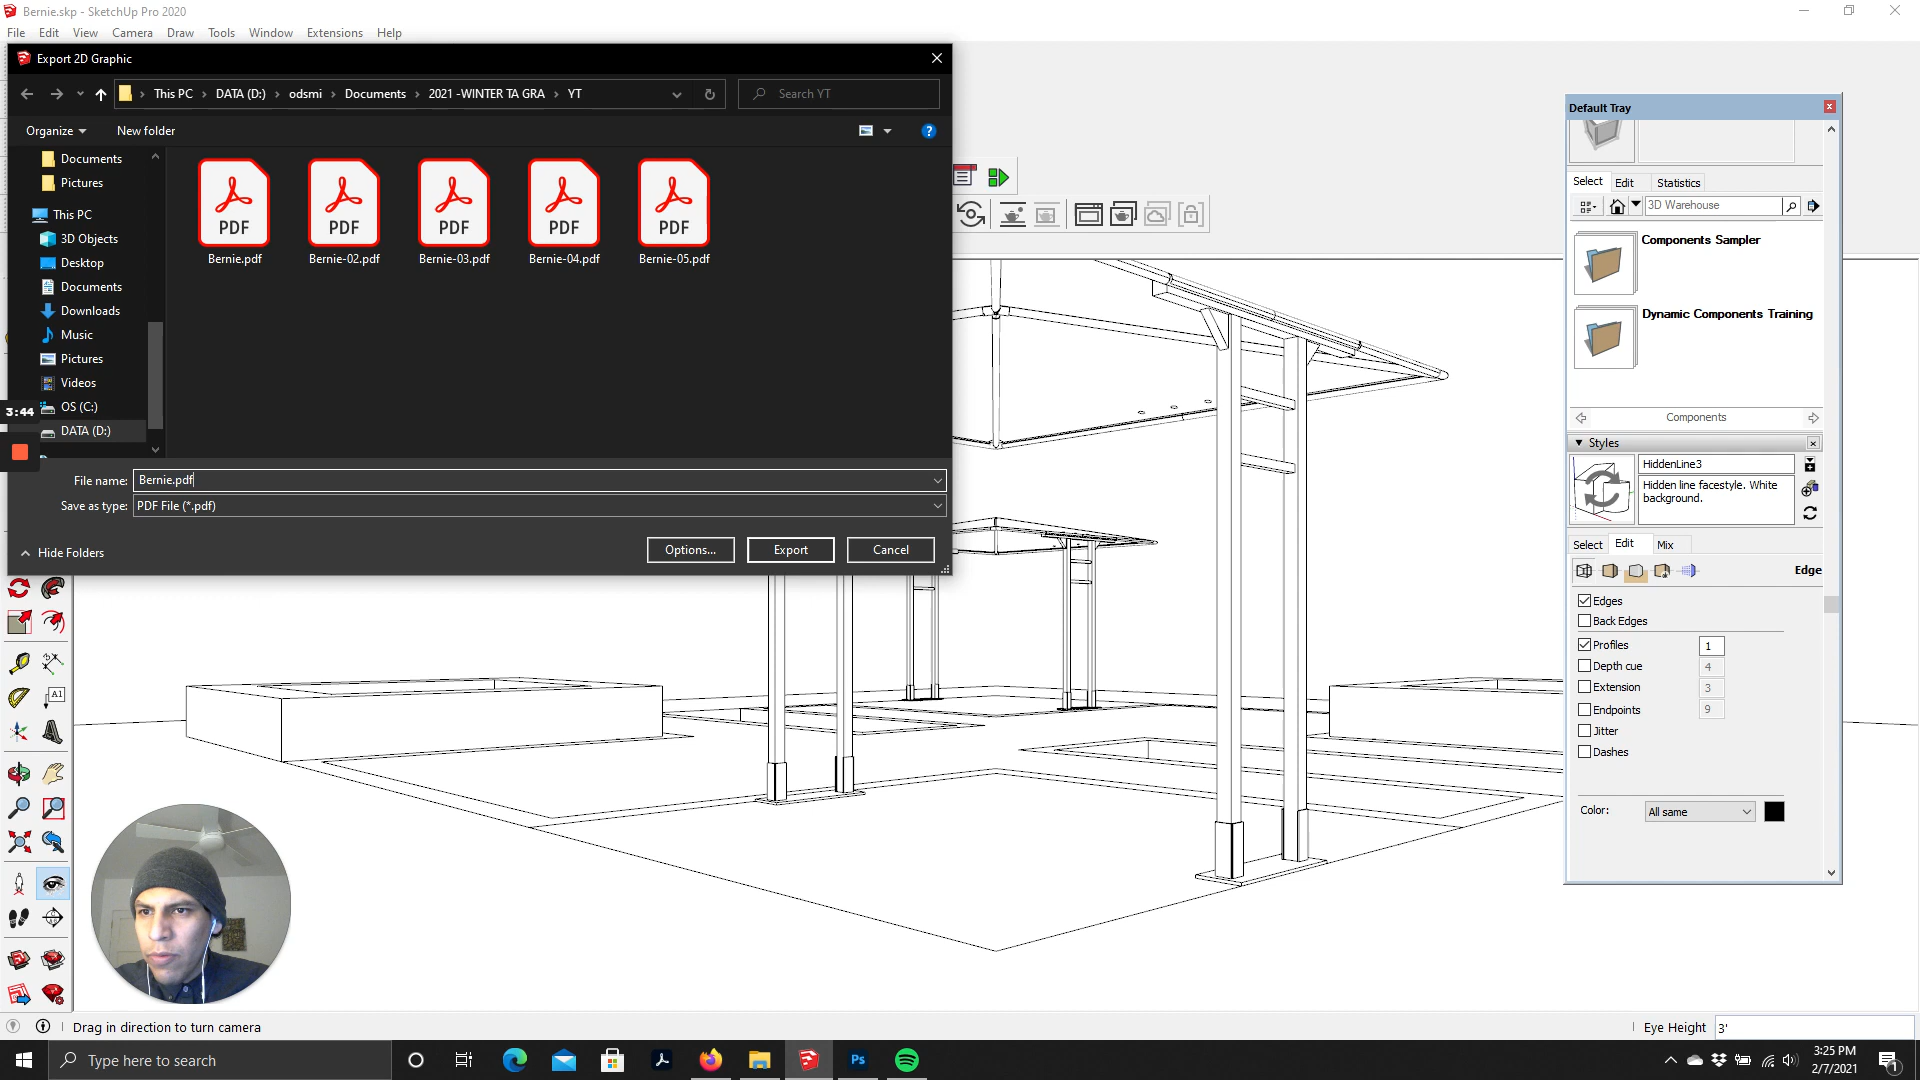 Bernie.skp - SketchUp Pro 2020
File Edit View Camera Draw Tools Window Extensions Help
Export 2D Graphic
This PC > DATA (D:) > odsmi > Documents > 2021 -WINTER TA GRA > YT
Search YT
Organize
New folder
Documents
Pictures
This PC
3D Objects
Desktop
Documents
Downloads
Music
Pictures
Videos
OS (C:)
DATA (D:)
PDF PDF PDF PDF PDF
Bernie.pdf Bernie-02.pdf Bernie-03.pdf Bernie-04.pdf Bernie-05.pdf
3:44
File name: Bernie.pdf
Save as type: PDF File (*.pdf)
Hide Folders
Options... Export Cancel
Default Tray
Select Edit Statistics
3D Warehouse
Components Sampler
Dynamic Components Training
Components
Styles
HiddenLine3
Hidden line facestyle. White
background.
Select Edit Mix
Edge
Edges
Back Edges
Profiles 1
Depth cue 4
Extension 3
Endpoints 9
Jitter
Dashes
Color: All same
A1
Drag in direction to turn camera
Eye Height 3'
Type here to search
Ps
3:25 PM
2/7/2021
1